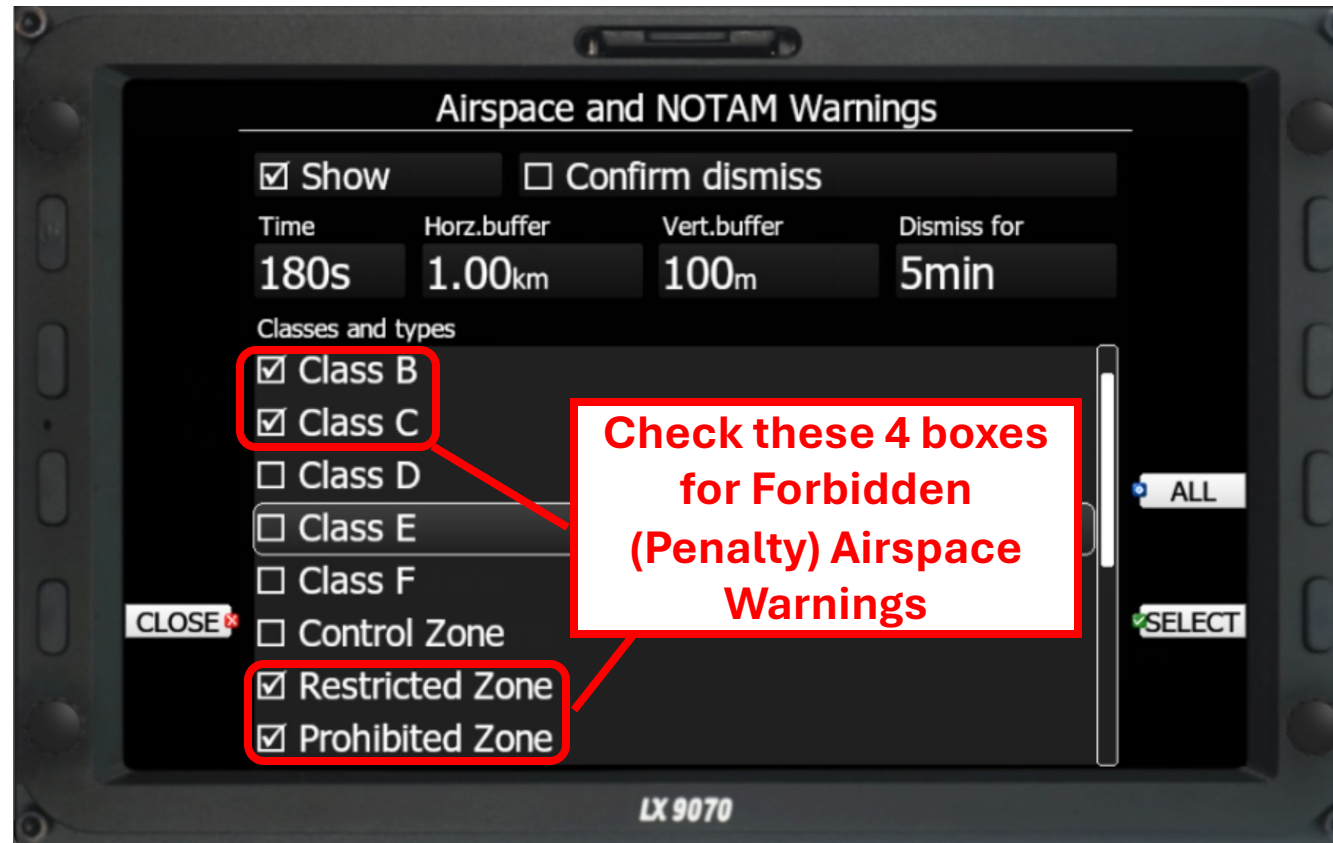 Airspace and NOTAM Warnings
☑ Show ☐ Confirm dismiss
Time Horz.buffer Vert.buffer Dismiss for
180s 1.00km 100m 5min
Classes and types
☑ Class B
☑ Class C
☐ Class D
☐ Class E
☐ Class F
☐ Control Zone
☑ Restricted Zone
☑ Prohibited Zone
Check these 4 boxes
for Forbidden
(Penalty) Airspace
Warnings
ALL
CLOSE
SELECT
LX 9070